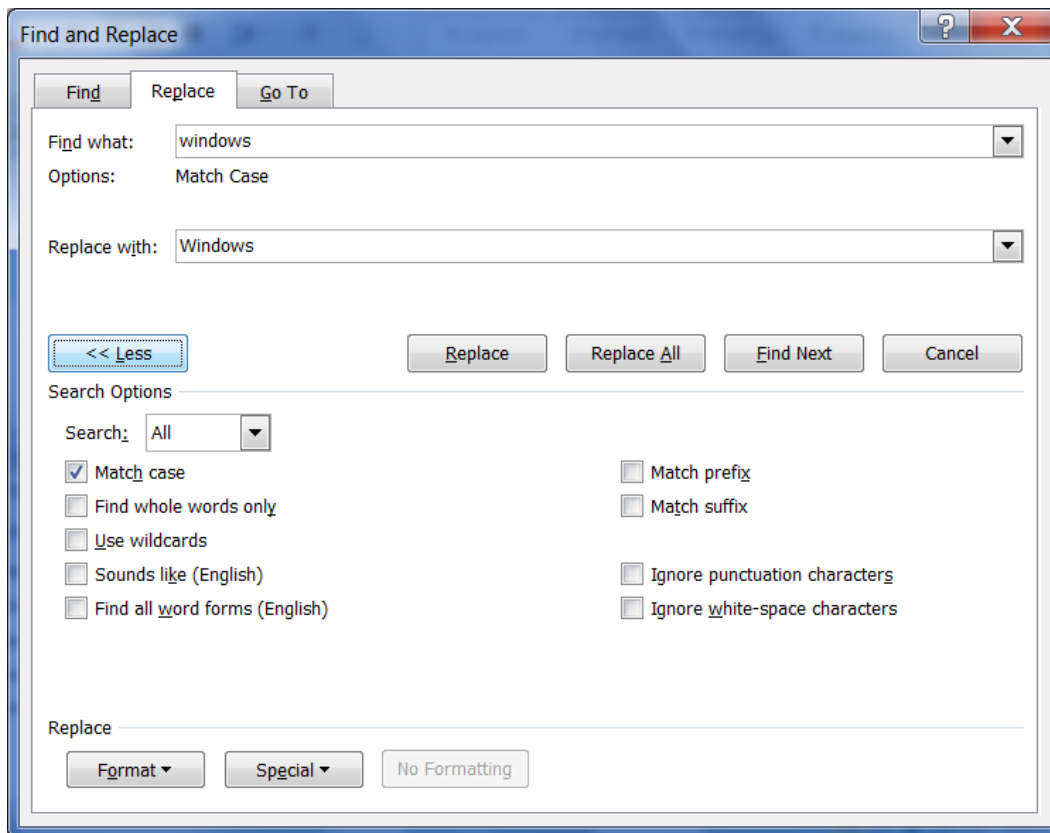 Find and Replace
Find Replace Go To
Find what: windows
Options: Match Case
Replace with: Windows
<< Less Replace Replace All Find Next Cancel
Search Options
Search: All
Match case Match prefix
Find whole words only Match suffix
Use wildcards
Sounds like (English) Ignore punctuation characters
Find all word forms (English) Ignore white-space characters
Replace
Format Special No Formatting